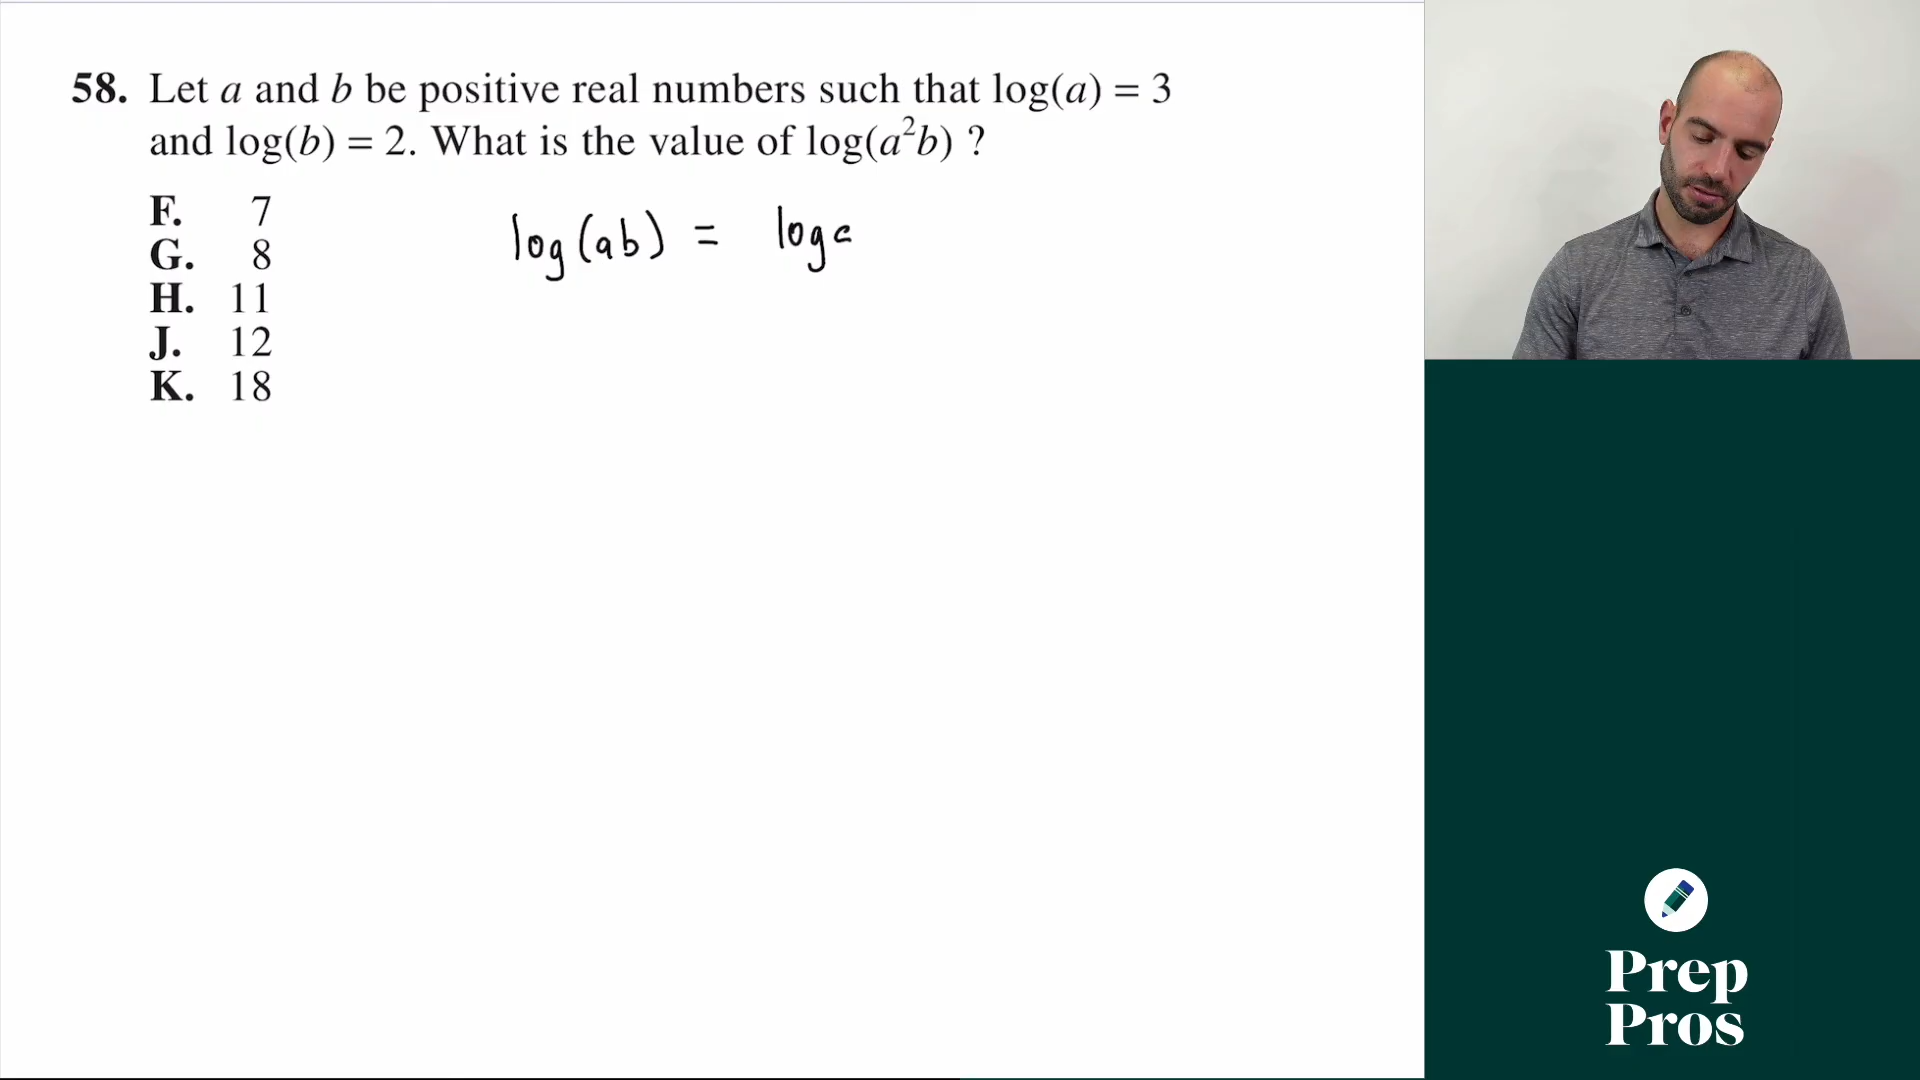 58. Let a and b be positive real numbers such that log(a) = 3
and log(b) = 2. What is the value of log(a²b) ?
F. 7
G. 8
H. 11
J. 12
K. 18
log(ab) = log
Prep
Pros